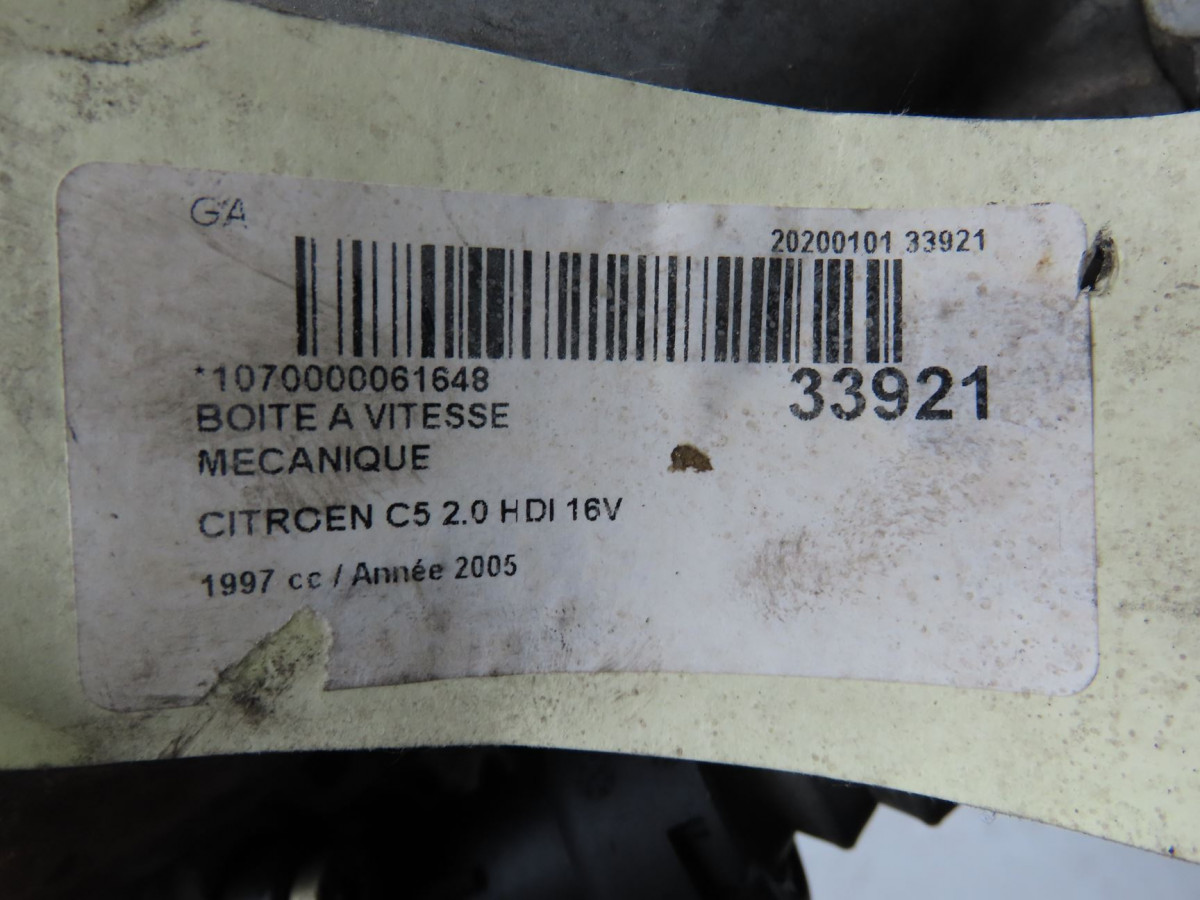 GA
20200101 33921
*1070000061648
33921
BOITE A VITESSE
MECANIQUE
CITROEN C5 2.0 HDI 16V
1997 cc / Année 2005